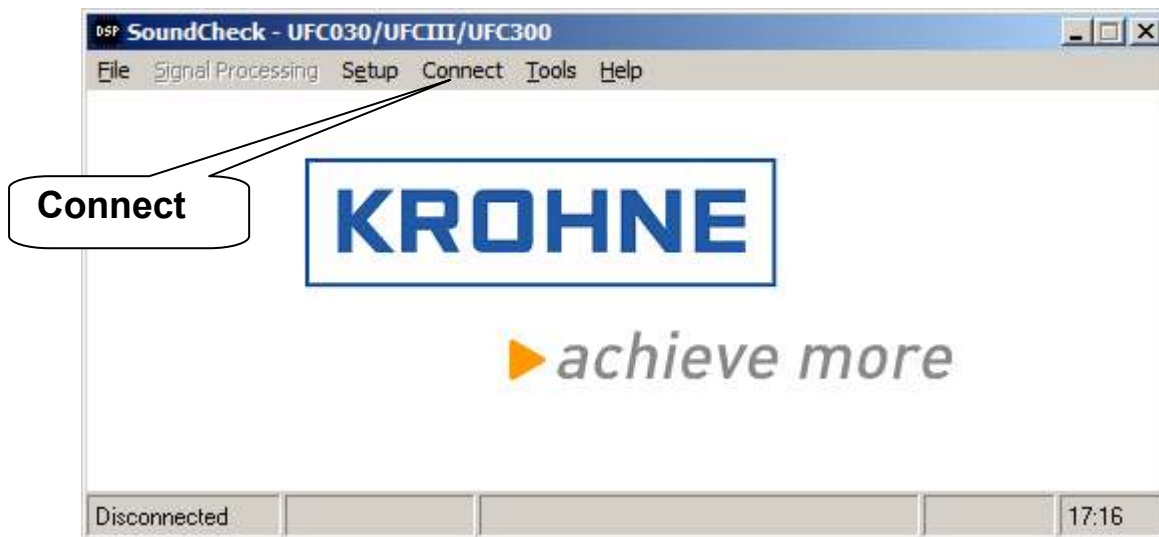 DSP SoundCheck - UFC030/UFCIII/UFC300
File Signal Processing Setup Connect Tools Help
Connect
KROHNE
achieve more
Disconnected 17:16